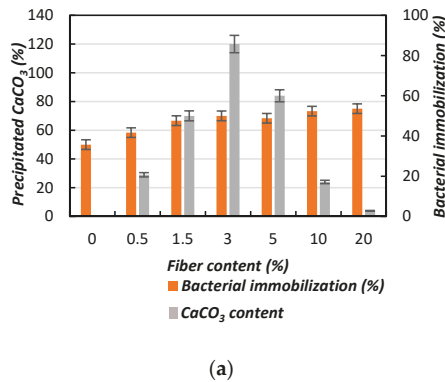 140
120
100
80
60
40
20
0
Precipitated CaCO3 (%)
100
80
60
40
20
0
Bacterial immobilization (%)
0 0.5 1.5 3 5 10 20
Fiber content (%)
Bacterial immobilization (%)
CaCO3 content
(a)